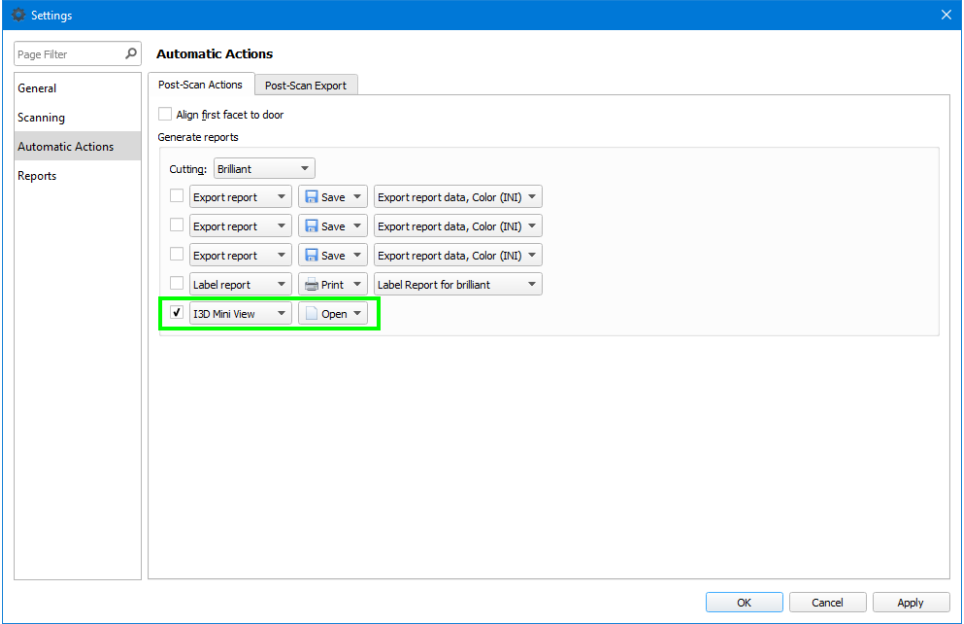 Settings
Page Filter
Automatic Actions
General
Scanning
Automatic Actions
Reports
Post-Scan Actions Post-Scan Export
Align first facet to door
Generate reports
Cutting: Brilliant
Export report Save Export report data, Color (INI)
Export report Save Export report data, Color (INI)
Export report Save Export report data, Color (INI)
Label report Print Label Report for brilliant
I3D Mini View Open
OK Cancel Apply